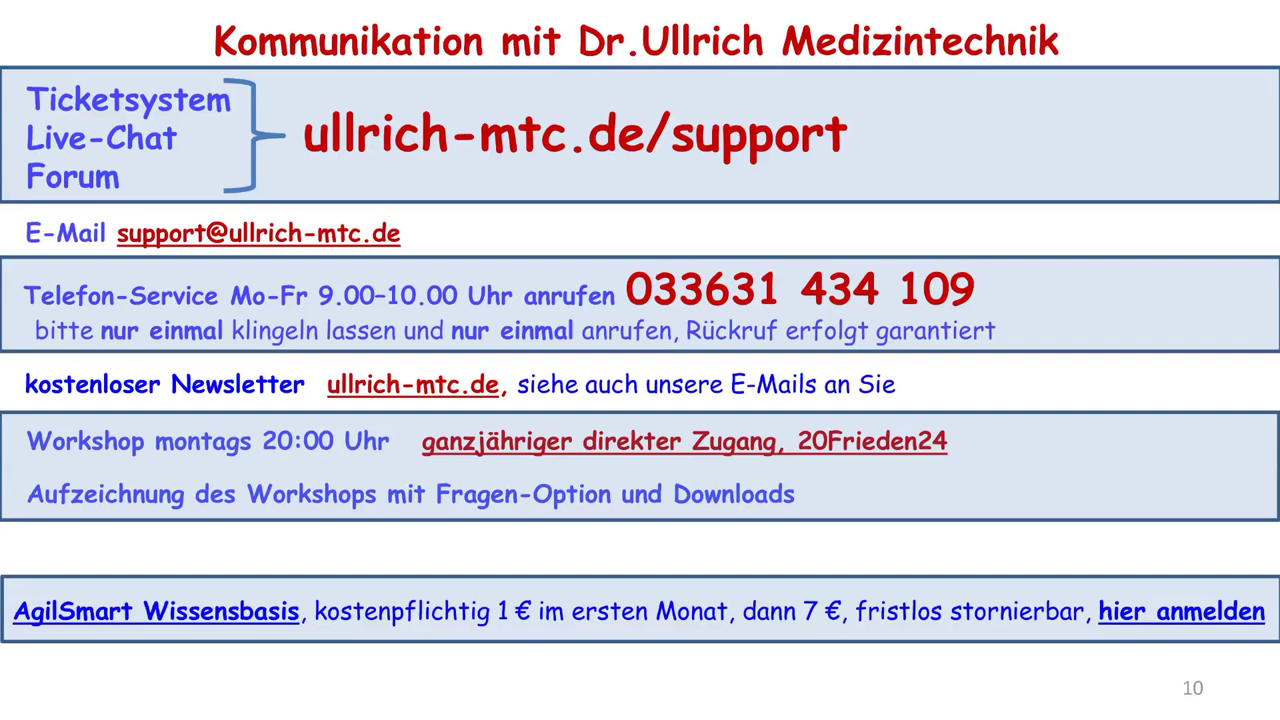 Kommunikation mit Dr.Ullrich Medizintechnik
Ticketsystem
Live-Chat
Forum
ullrich-mtc.de/support
E-Mail support@ullrich-mtc.de
Telefon-Service Mo-Fr 9.00–10.00 Uhr anrufen 033631 434 109
bitte nur einmal klingeln lassen und nur einmal anrufen, Rückruf erfolgt garantiert
kostenloser Newsletter ullrich-mtc.de, siehe auch unsere E-Mails an Sie
Workshop montags 20:00 Uhr ganzjähriger direkter Zugang, 20Frieden24
Aufzeichnung des Workshops mit Fragen-Option und Downloads
AgilSmart Wissensbasis, kostenpflichtig 1 € im ersten Monat, dann 7 €, fristlos stornierbar, hier anmelden
10